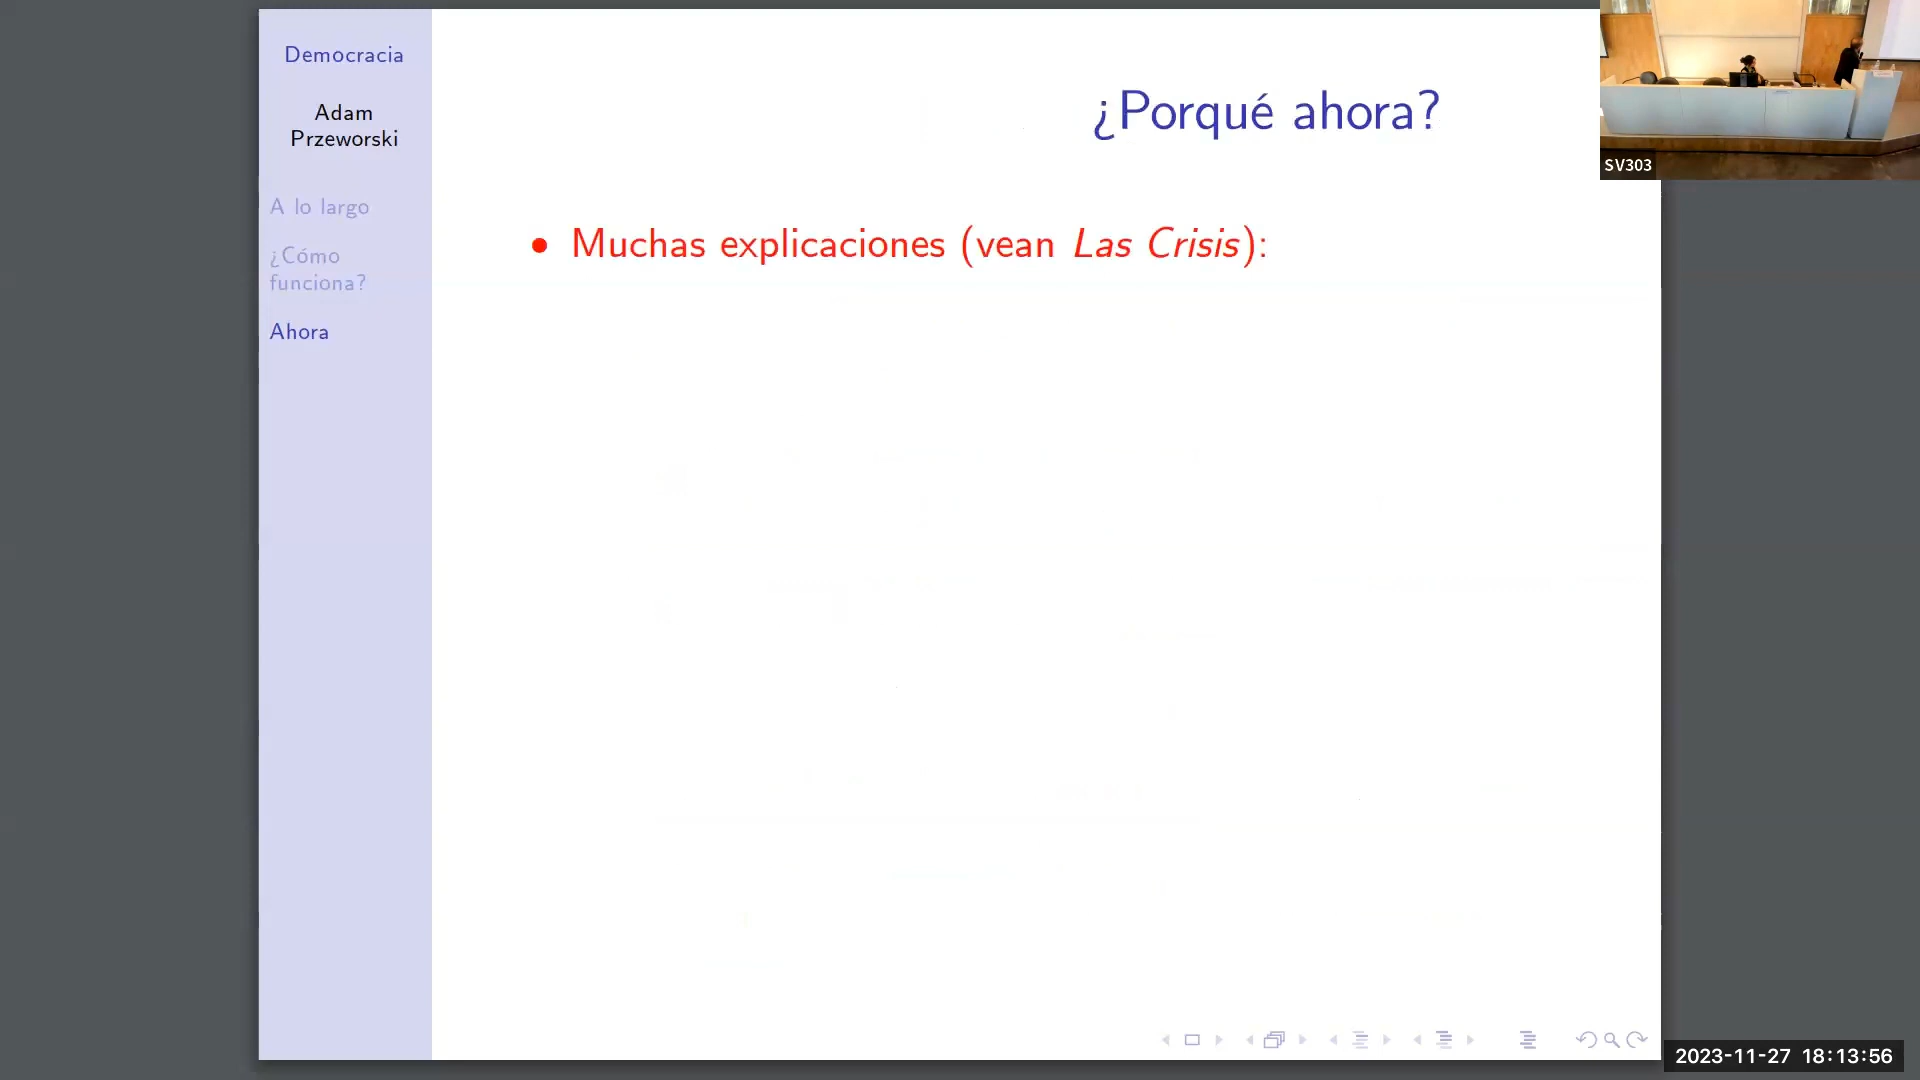 Democracia
Adam
Przeworski
A lo largo
¿Cómo
funciona?
Ahora
¿Porqué ahora?
• Muchas explicaciones (vean Las Crisis):
SV303
2023-11-27 18:13:56